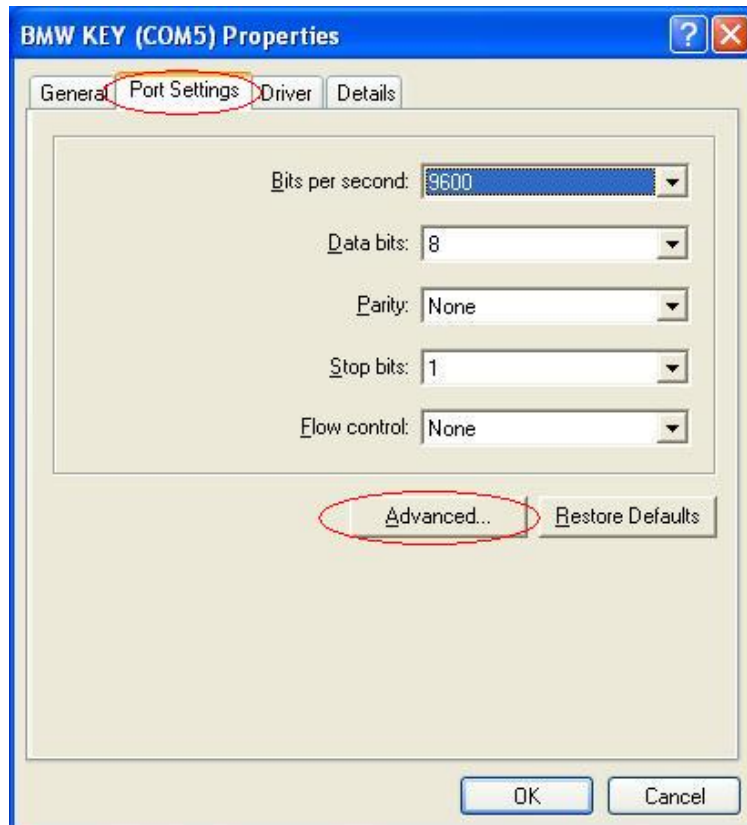 BMW KEY (COM5) Properties
General Port Settings Driver Details
Bits per second: 9600
Data bits: 8
Parity: None
Stop bits: 1
Flow control: None
Advanced... Restore Defaults
OK Cancel